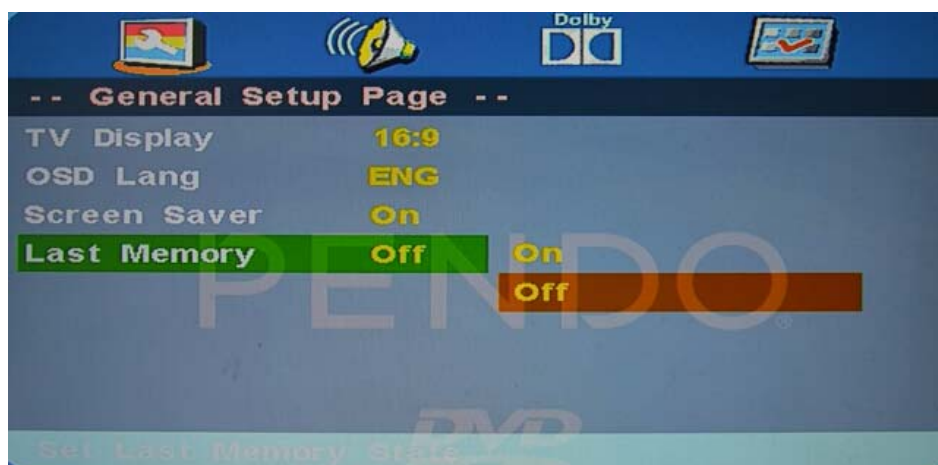 Dolby
-- General Setup Page --
TV Display 16:9
OSD Lang ENG
Screen Saver On
Last Memory Off On
Off
PENDO®
DVD
Set Last Memory State